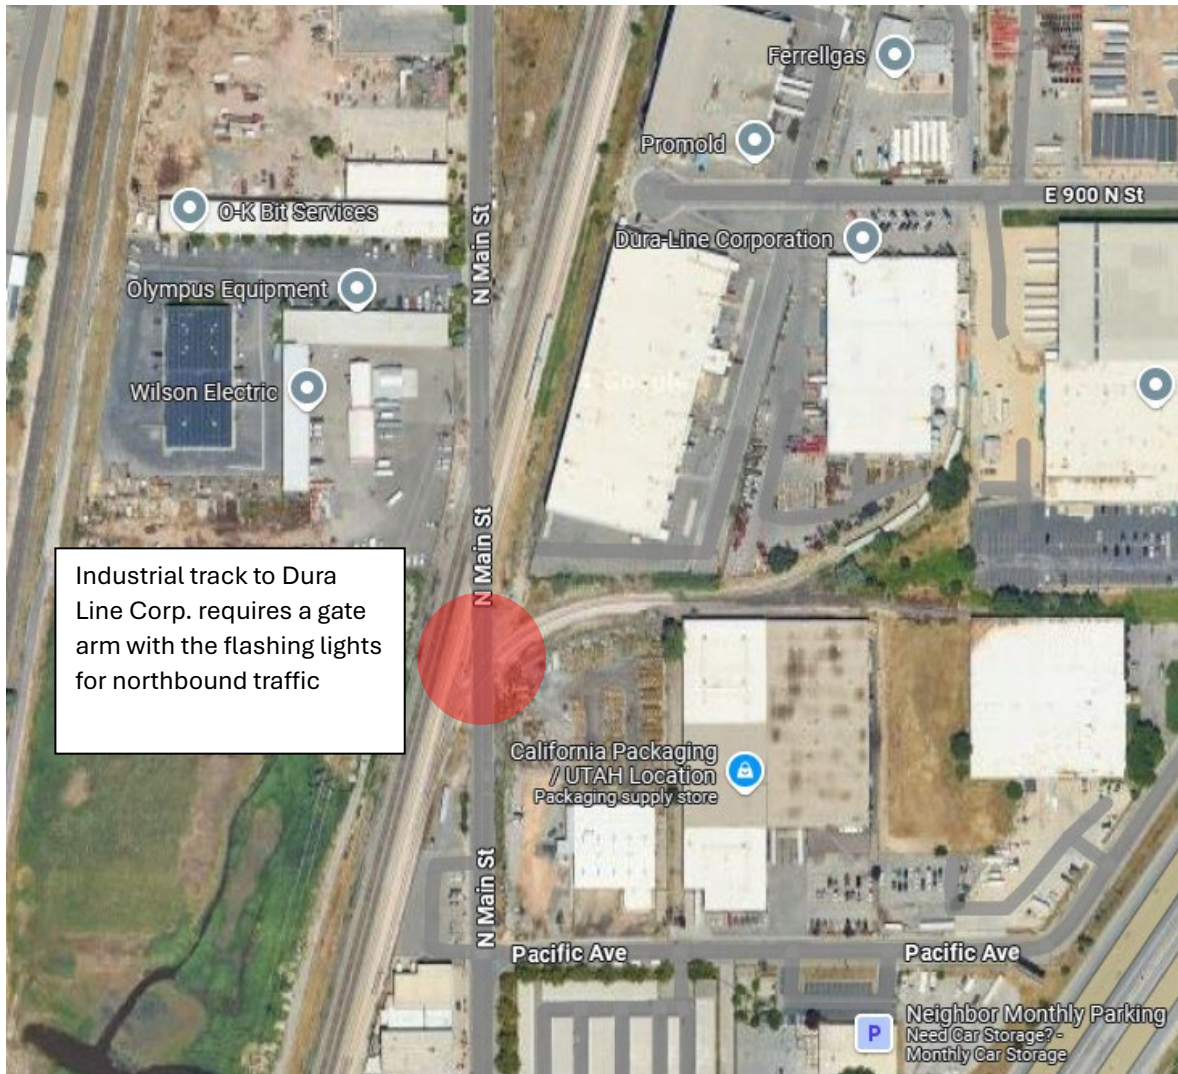 Ferrellgas
Promold
E 900 N St
O-K Bit Services
N Main St
Dura-Line Corporation
Olympus Equipment
Wilson Electric
N Main St
Industrial track to Dura
Line Corp. requires a gate
arm with the flashing lights
for northbound traffic
California Packaging
/ UTAH Location
Packaging supply store
N Main St
Pacific Ave
Pacific Ave
P
Neighbor Monthly Parking
Need Car Storage? -
Monthly Car Storage